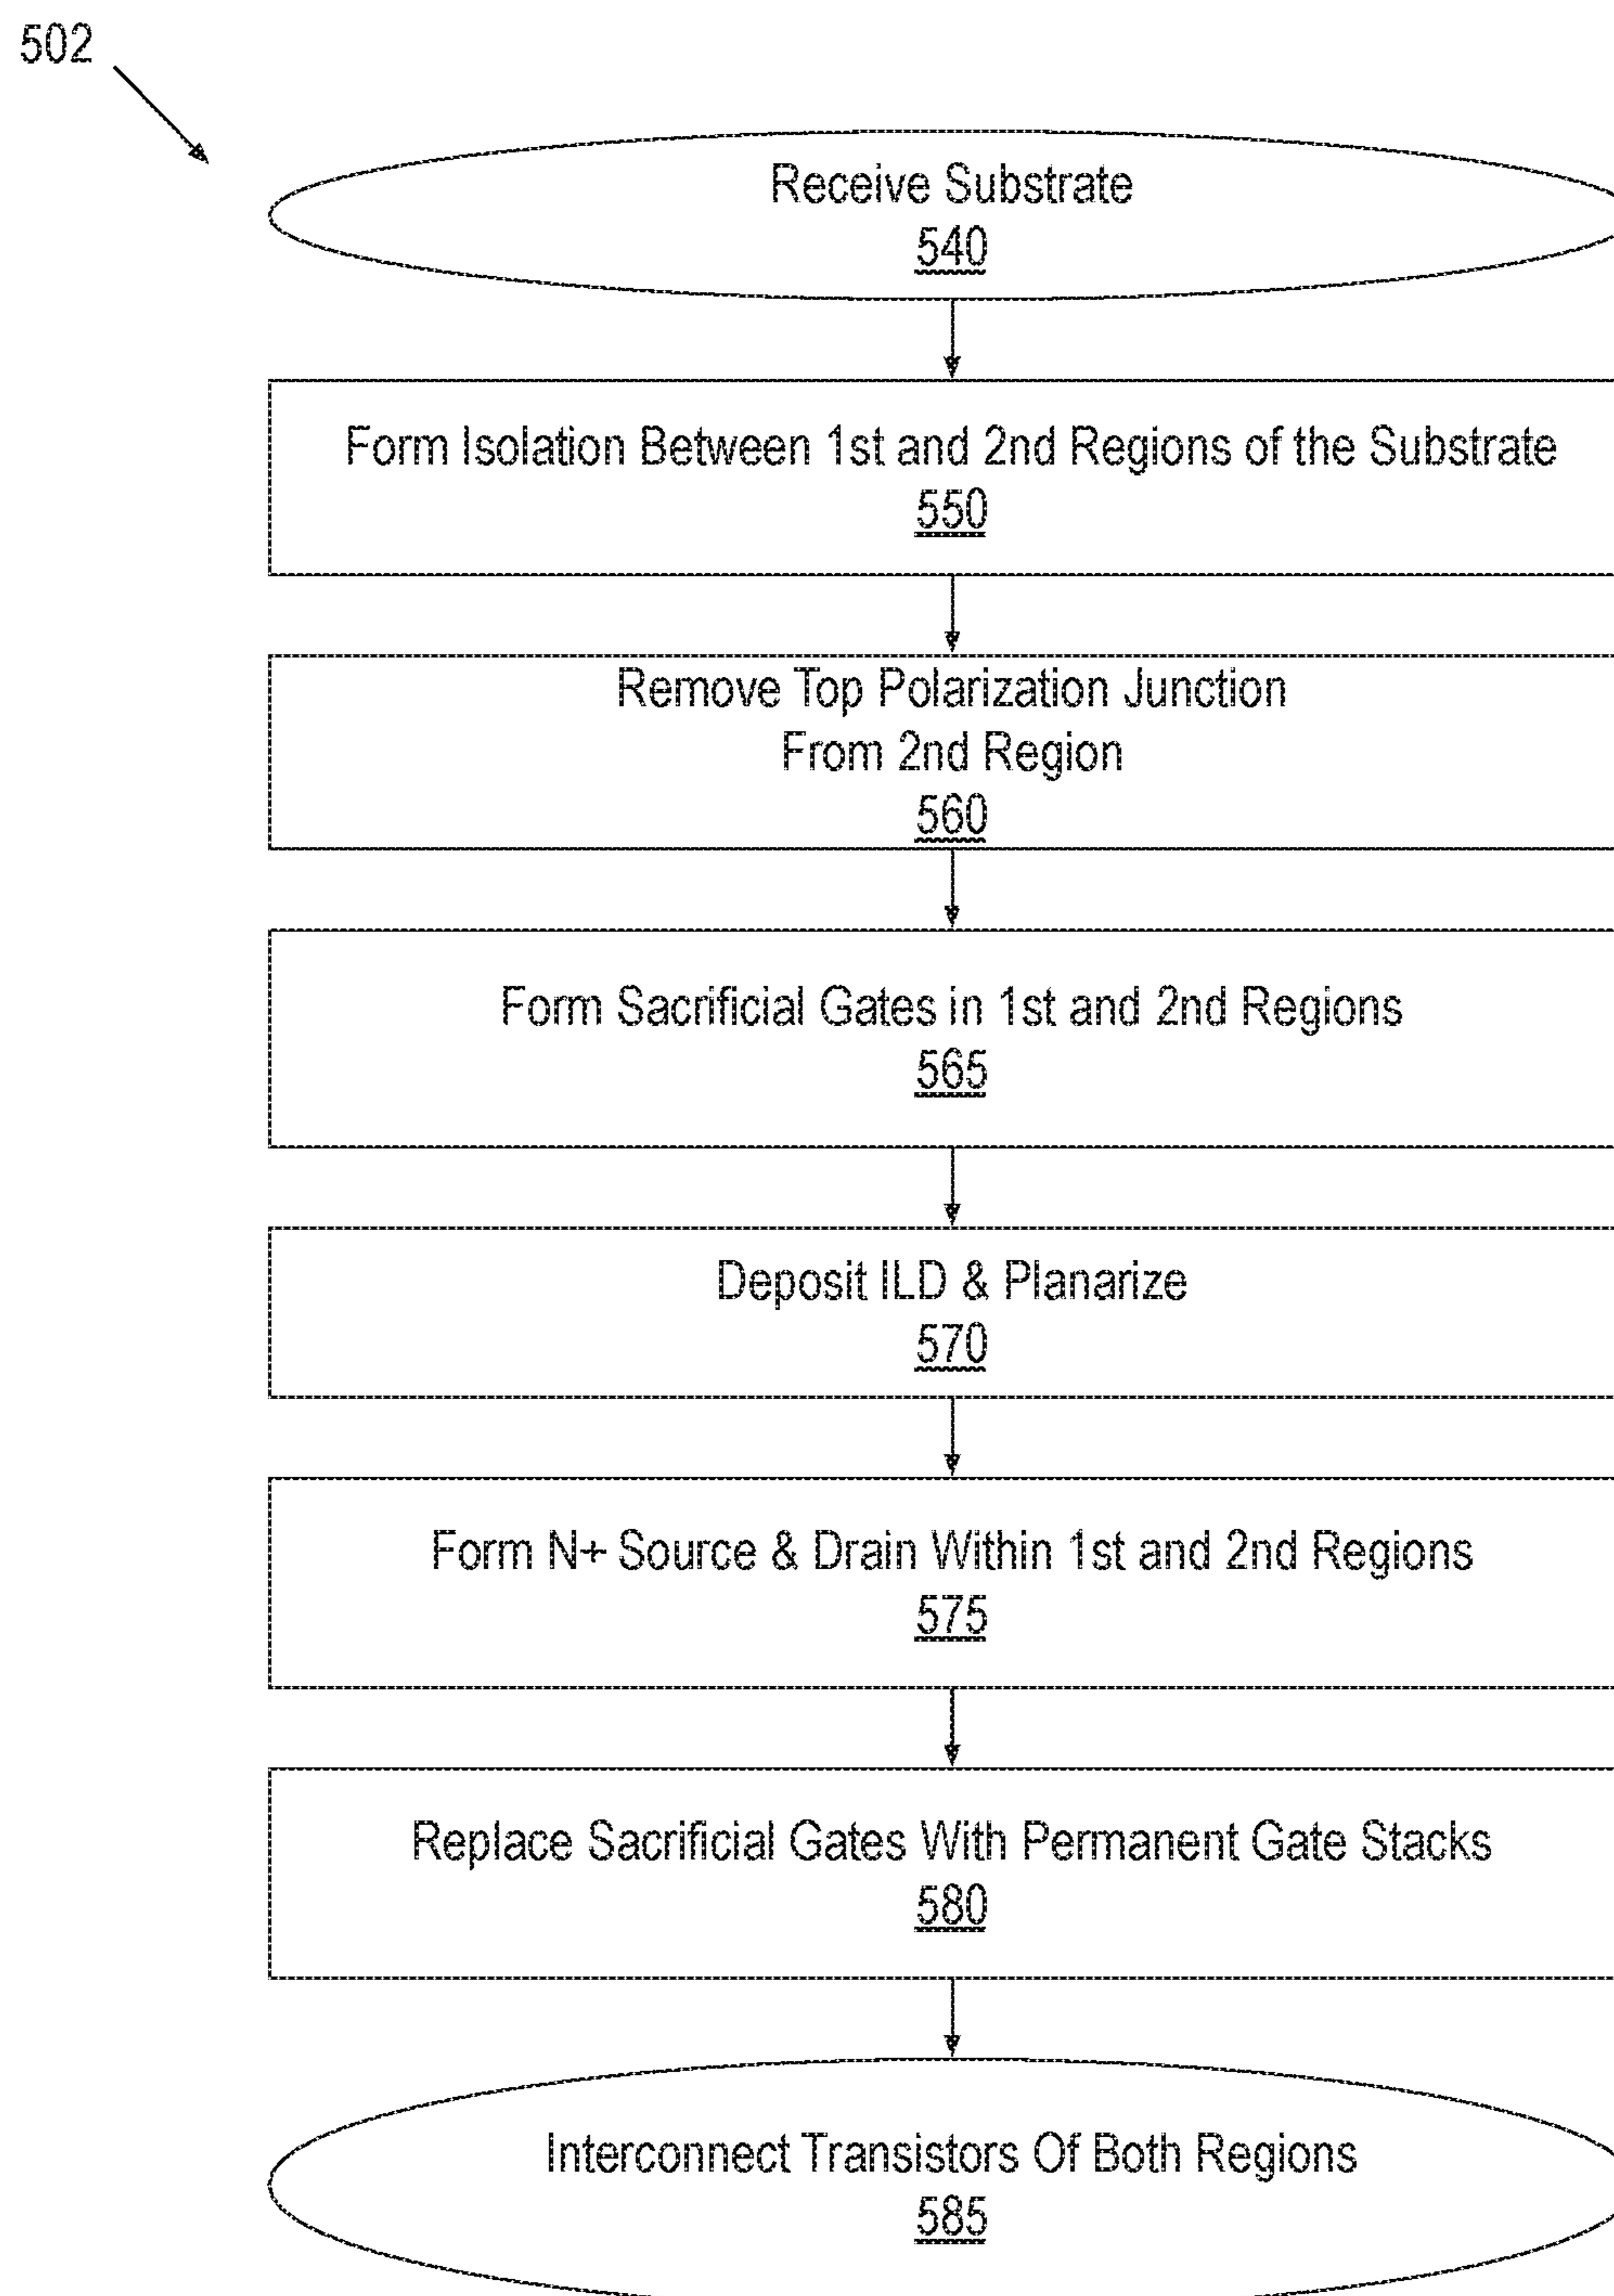 502
Receive Substrate
540
Form Isolation Between 1st and 2nd Regions of the Substrate
550
Remove Top Polarization Junction
From 2nd Region
560
Form Sacrificial Gates in 1st and 2nd Regions
565
Deposit ILD & Planarize
570
Form N+ Source & Drain Within 1st and 2nd Regions
575
Replace Sacrificial Gates With Permanent Gate Stacks
580
Interconnect Transistors Of Both Regions
585